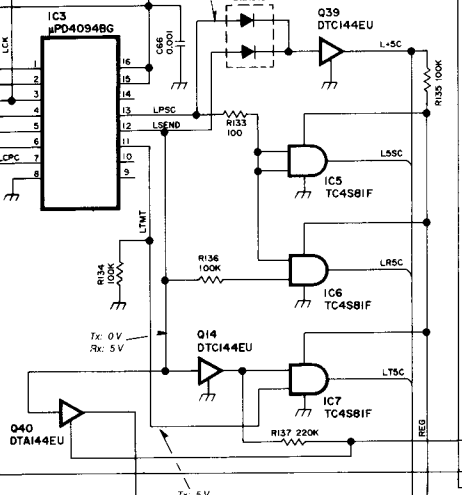 IC3
μPD4094BG
LCK
C66
0.001
Q39
DTC144EU
L+5C
R135 100K
1
2
3
4
5
6
7
8
16
15
14
13
12
11
10
9
LPSC
LSEND
R133
100
LCPC
IC5
TC4S81F
L5SC
LTMT
R134
100K
R136
100K
IC6
TC4S81F
LR5C
Tx: 0V
Rx: 5V
Q14
DTC144EU
IC7
TC4S81F
LT5C
REG
Q40
DTA144EU
R137 220K
Tx: 5V